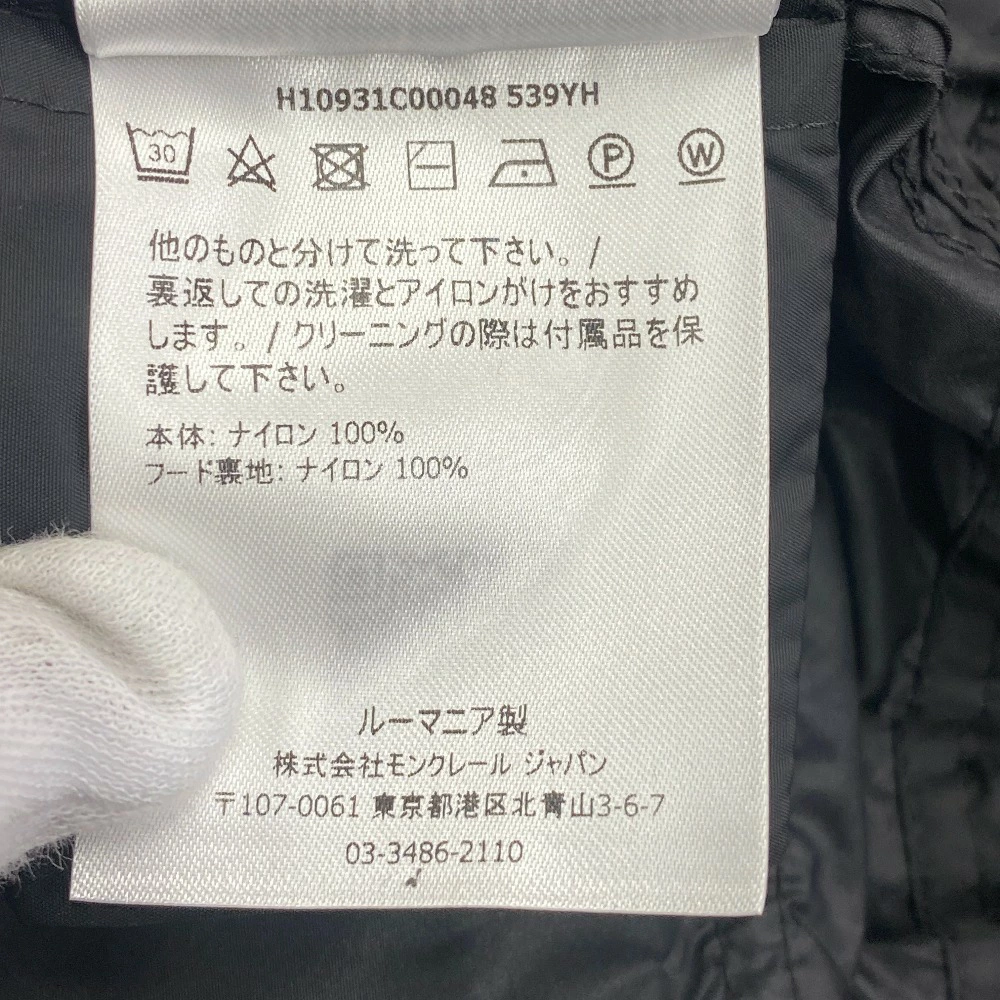 H10931C00048 539YH
30
P
W
他のものと分けて洗って下さい。/
裏返しての洗濯とアイロンがけをおすすめ
します。/ クリーニングの際は付属品を保
護して下さい。
本体: ナイロン 100%
フード裏地: ナイロン 100%
ルーマニア製
株式会社モンクレール ジャパン
〒107-0061 東京都港区北青山3-6-7
03-3486-2110